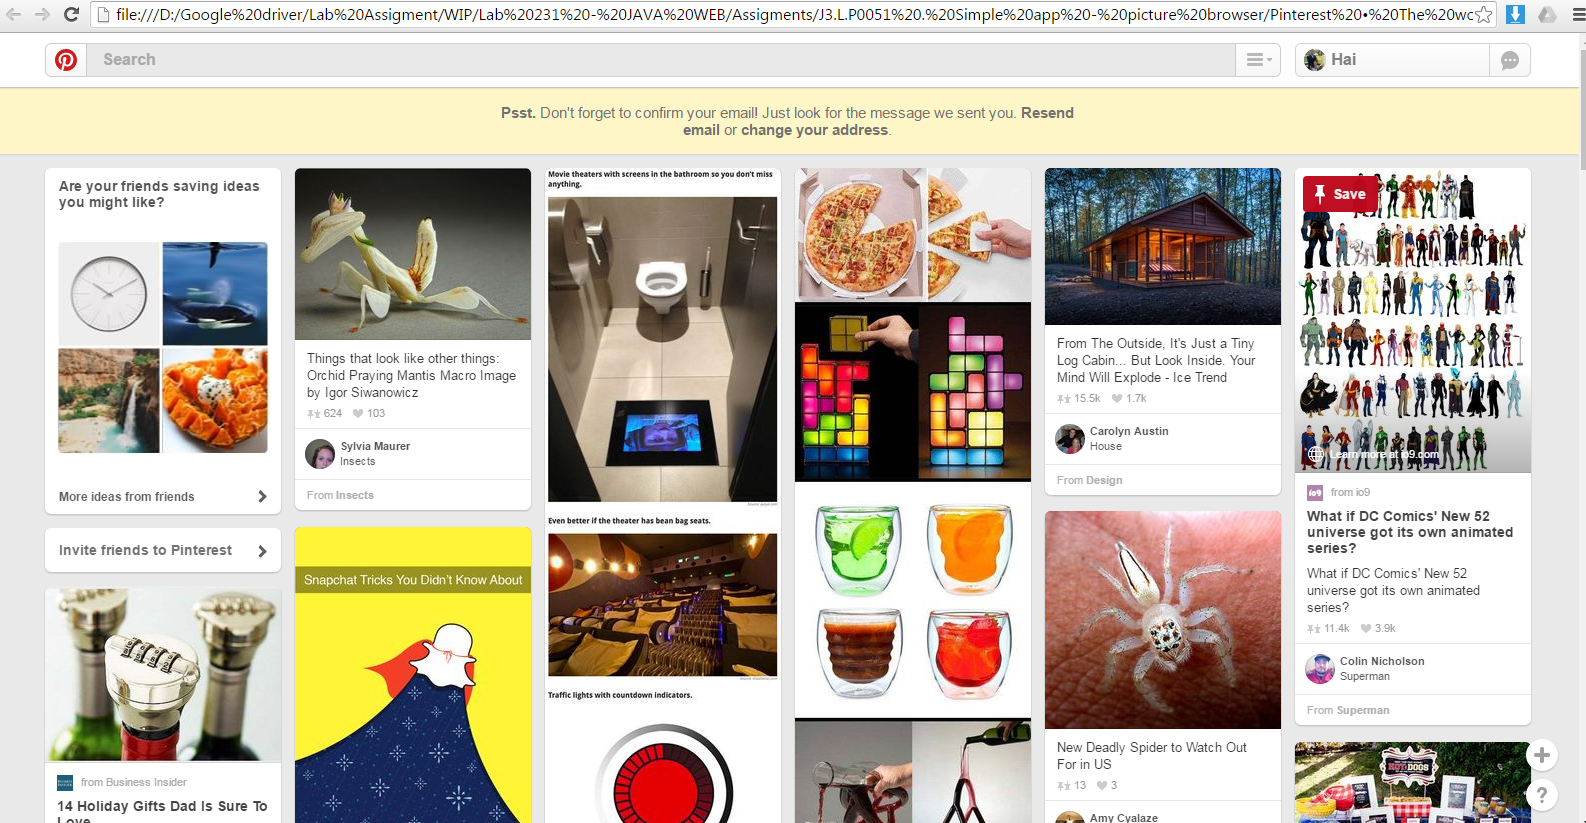 file:///D:/Google%20driver/Lab%20Assigment/WIP/Lab%20231%20-%20JAVA%20WEB/Assigments/J3.L.P0051%20.%20Simple%20app%20-%20picture%20browser/Pinterest%20•%20The%20wc
Search
Hai
Psst. Don't forget to confirm your email! Just look for the message we sent you. Resend
email or change your address.
Are your friends saving ideas
you might like?
More ideas from friends
Invite friends to Pinterest
from Business Insider
14 Holiday Gifts Dad Is Sure To
Love
Things that look like other things:
Orchid Praying Mantis Macro Image
by Igor Siwanowicz
624 103
Sylvia Maurer
Insects
From Insects
Snapchat Tricks You Didn't Know About
Movie theaters with screens in the bathroom so you don't miss
anything.
Even better if the theater has bean bag seats.
Traffic lights with countdown indicators.
From The Outside, It's Just a Tiny
Log Cabin... But Look Inside. Your
Mind Will Explode - Ice Trend
15.5k 1.7k
Carolyn Austin
House
From Design
New Deadly Spider to Watch Out
For in US
13 3
Amy Cyalaze
Save
Learn more at io9.com
io9
from io9
What if DC Comics' New 52
universe got its own animated
series?
What if DC Comics' New 52
universe got its own animated
series?
11.4k 3.9k
Colin Nicholson
Superman
From Superman
HOT DOGS
+
?